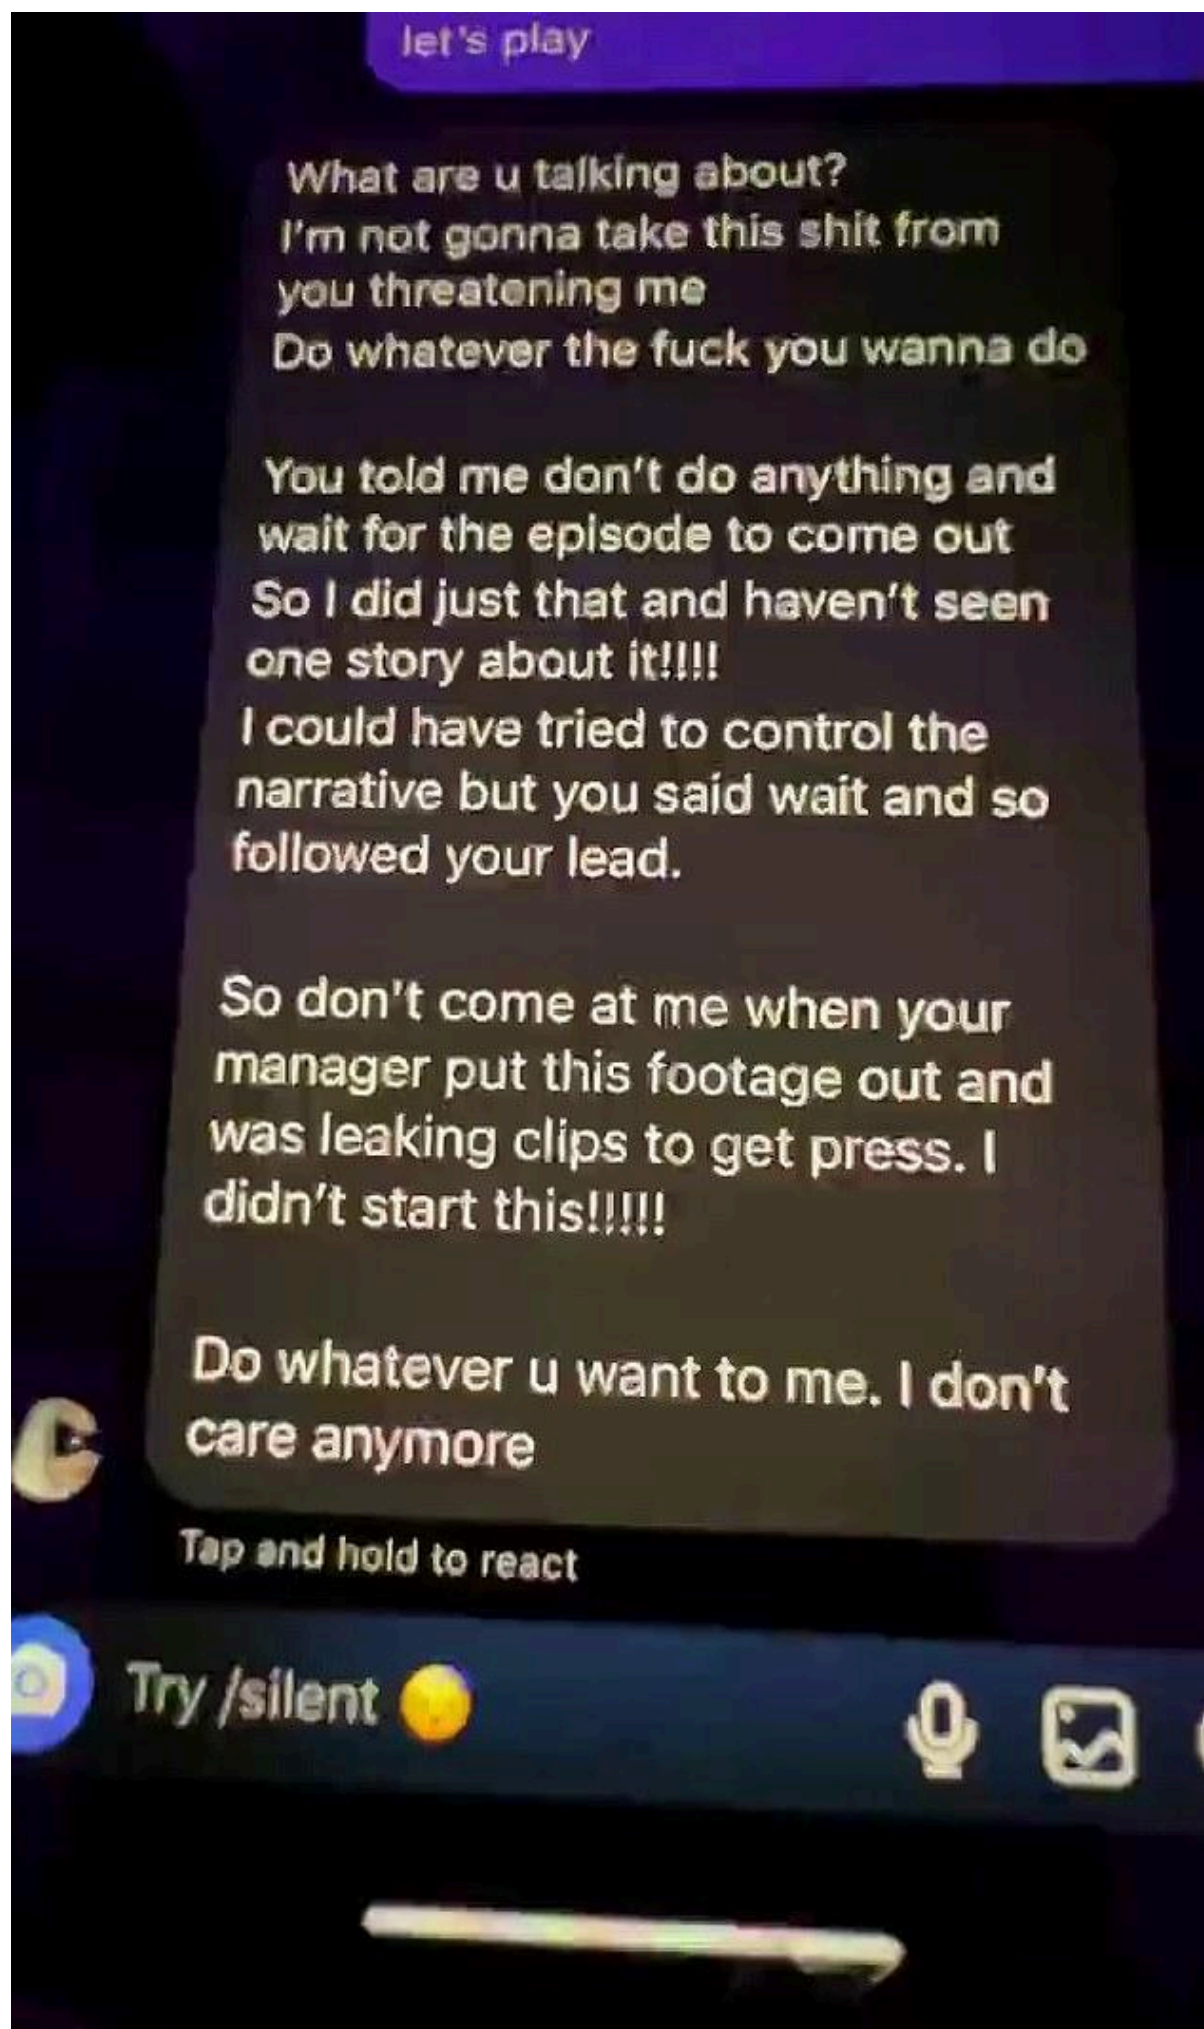 let's play
What are u talking about?
I'm not gonna take this shit from
you threatening me
Do whatever the fuck you wanna do
You told me don't do anything and
wait for the episode to come out
So I did just that and haven't seen
one story about it!!!!
I could have tried to control the
narrative but you said wait and so
followed your lead.
So don't come at me when your
manager put this footage out and
was leaking clips to get press. I
didn't start this!!!!!
Do whatever u want to me. I don't
care anymore
Tap and hold to react
Try /silent